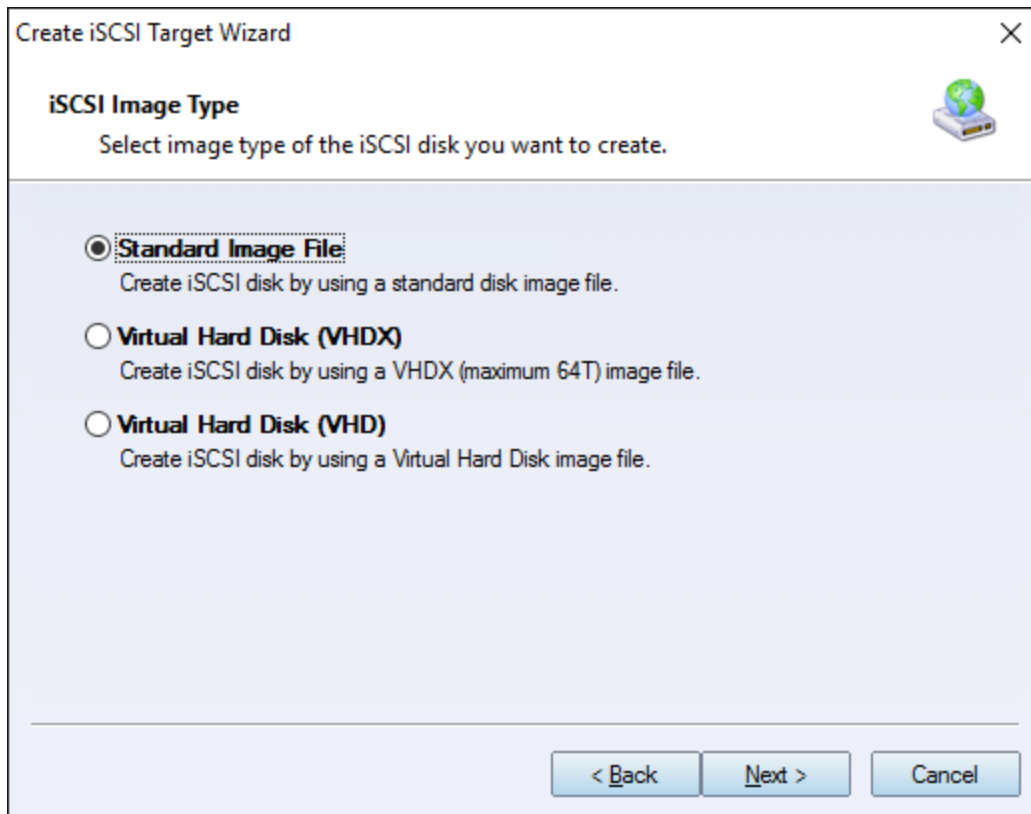 Create iSCSI Target Wizard
iSCSI Image Type
Select image type of the iSCSI disk you want to create.
Standard Image File
Create iSCSI disk by using a standard disk image file.
Virtual Hard Disk (VHDX)
Create iSCSI disk by using a VHDX (maximum 64T) image file.
Virtual Hard Disk (VHD)
Create iSCSI disk by using a Virtual Hard Disk image file.
< Back Next > Cancel